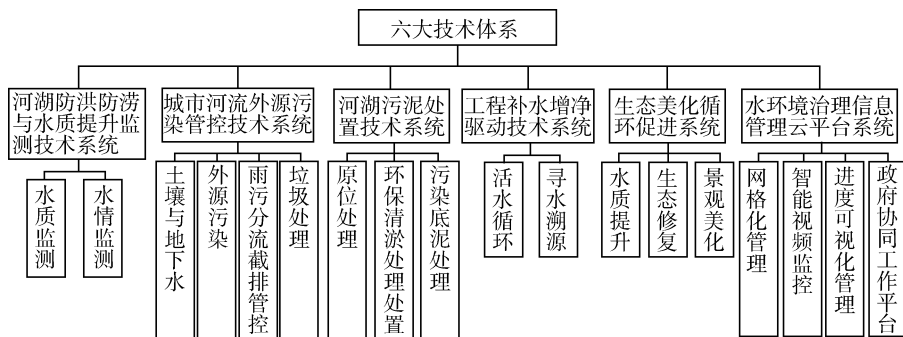 六大技术体系
河湖防洪防涝
与水质提升监
测技术系统
城市河流外源污
染管控技术系统
河湖污泥处
置技术系统
工程补水增净
驱动技术系统
生态美化循
环促进系统
水环境治理信息
管理云平台系统
水质监测
水情监测
土壤与地下水
外源污染
雨污分流截排管控
垃圾处理
原位处理
环保清淤处理处置
污染底泥处理
活水循环
寻水溯源
水质提升
生态修复
景观美化
网格化管理
智能视频监控
进度可视化管理
政府协同工作平台